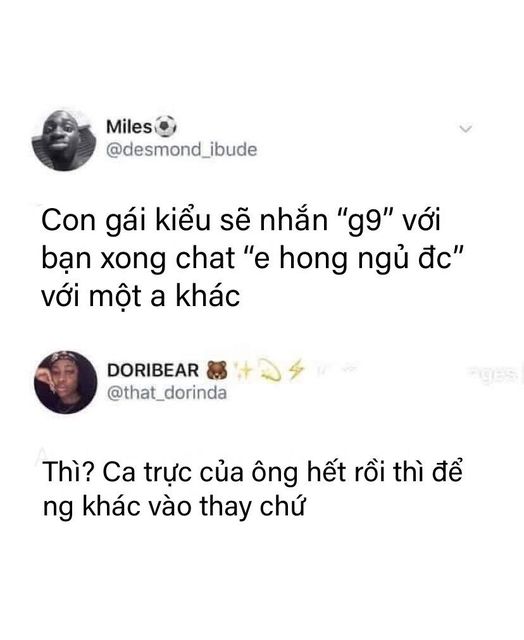 Miles⚽
@desmond_ibude
Con gái kiểu sẽ nhắn “g9” với
bạn xong chat “e hong ngủ đc”
với một a khác
DORIBEAR 🐻✨💫⚡
@that_dorinda
Thì? Ca trực của ông hết rồi thì để
ng khác vào thay chứ